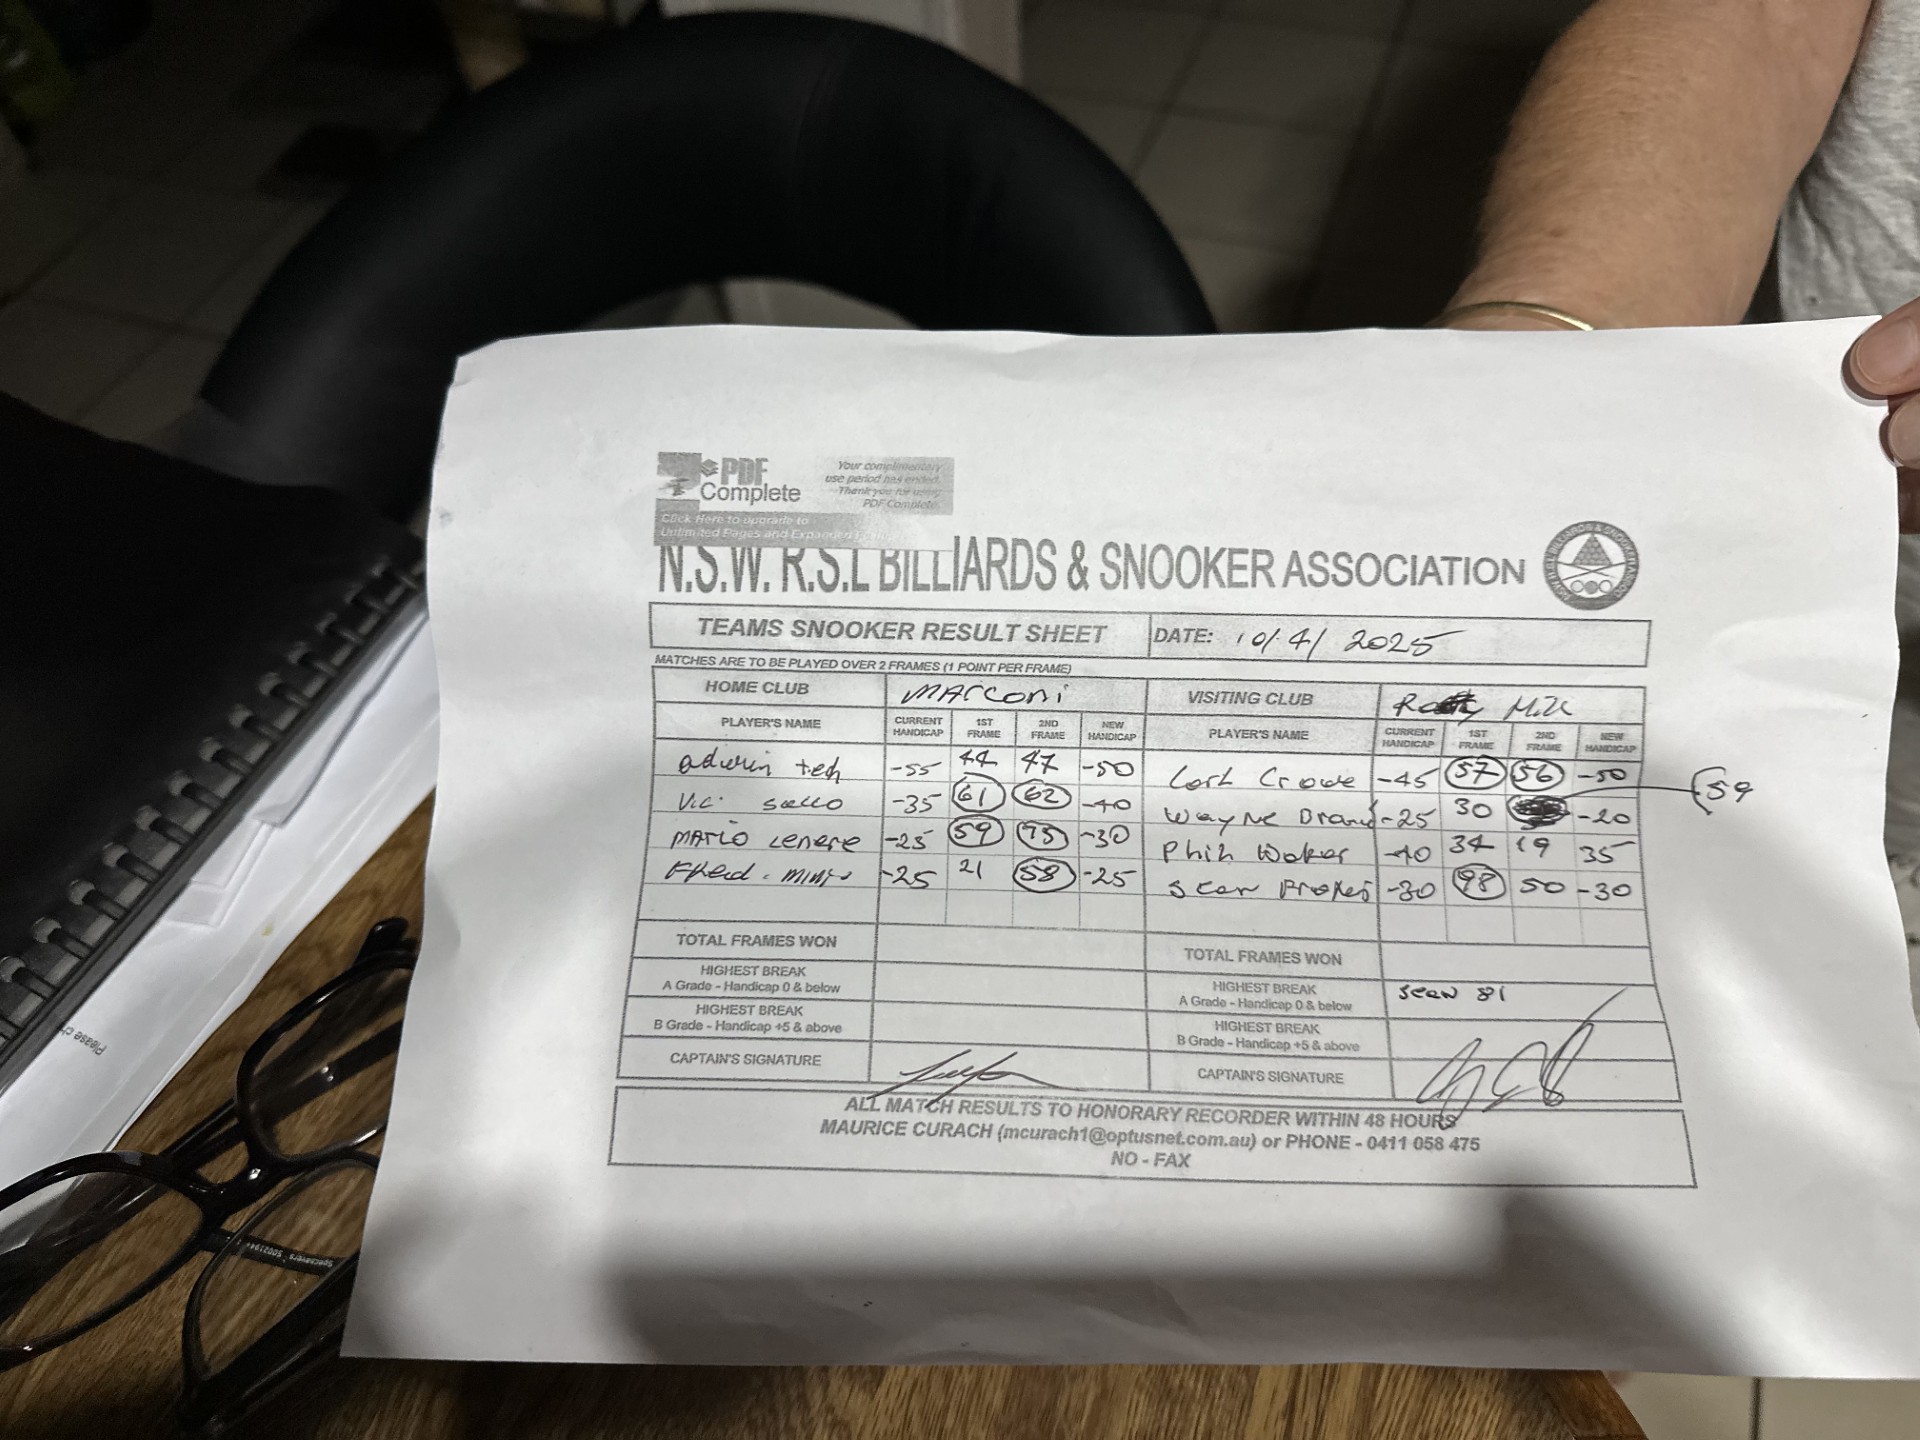 PDF
Complete
Your complimentary
use period has ended.
Thank you for using
PDF Complete.
Click Here to upgrade to
Unlimited Pages and Expanded
N.S.W. R.S.L BILLIARDS & SNOOKER ASSOCIATION
TEAMS SNOOKER RESULT SHEET DATE: 10/4/2025
MATCHES ARE TO BE PLAYED OVER 2 FRAMES (1 POINT PER FRAME)
HOME CLUB MARCONI VISITING CLUB Mill
PLAYER'S NAME CURRENT HANDICAP 1ST FRAME 2ND FRAME NEW HANDICAP PLAYER'S NAME CURRENT HANDICAP 1ST FRAME 2ND FRAME NEW HANDICAP
-55 44 47 -50 Crowe -45 57 56 -50
Vic -35 61 62 -40 Wayne -25 30 -20 59
Mario -25 59 75 -30 Phil -40 34 19 35
Fred -25 21 58 -25 Sean -30 98 50 -30
TOTAL FRAMES WON TOTAL FRAMES WON
HIGHEST BREAK
A Grade - Handicap 0 & below
HIGHEST BREAK
A Grade - Handicap 0 & below
Sean 81
HIGHEST BREAK
B Grade - Handicap +5 & above
HIGHEST BREAK
B Grade - Handicap +5 & above
CAPTAIN'S SIGNATURE CAPTAIN'S SIGNATURE
ALL MATCH RESULTS TO HONORARY RECORDER WITHIN 48 HOURS
MAURICE CURACH (mcurach1@optusnet.com.au) or PHONE - 0411 058 475
NO - FAX
Please
Specsavers